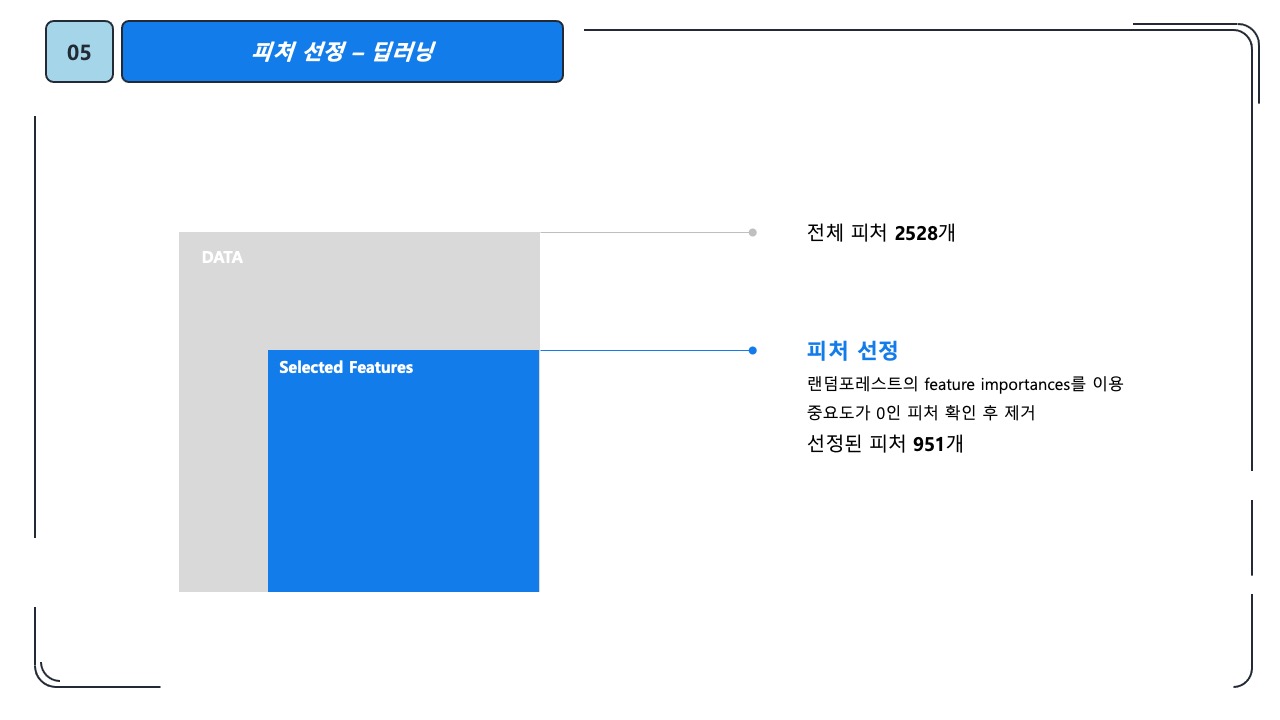 05
피처 선정 – 딥러닝
DATA
전체 피처 2528개
Selected Features
피처 선정
랜덤포레스트의 feature importances를 이용
중요도가 0인 피처 확인 후 제거
선정된 피처 951개